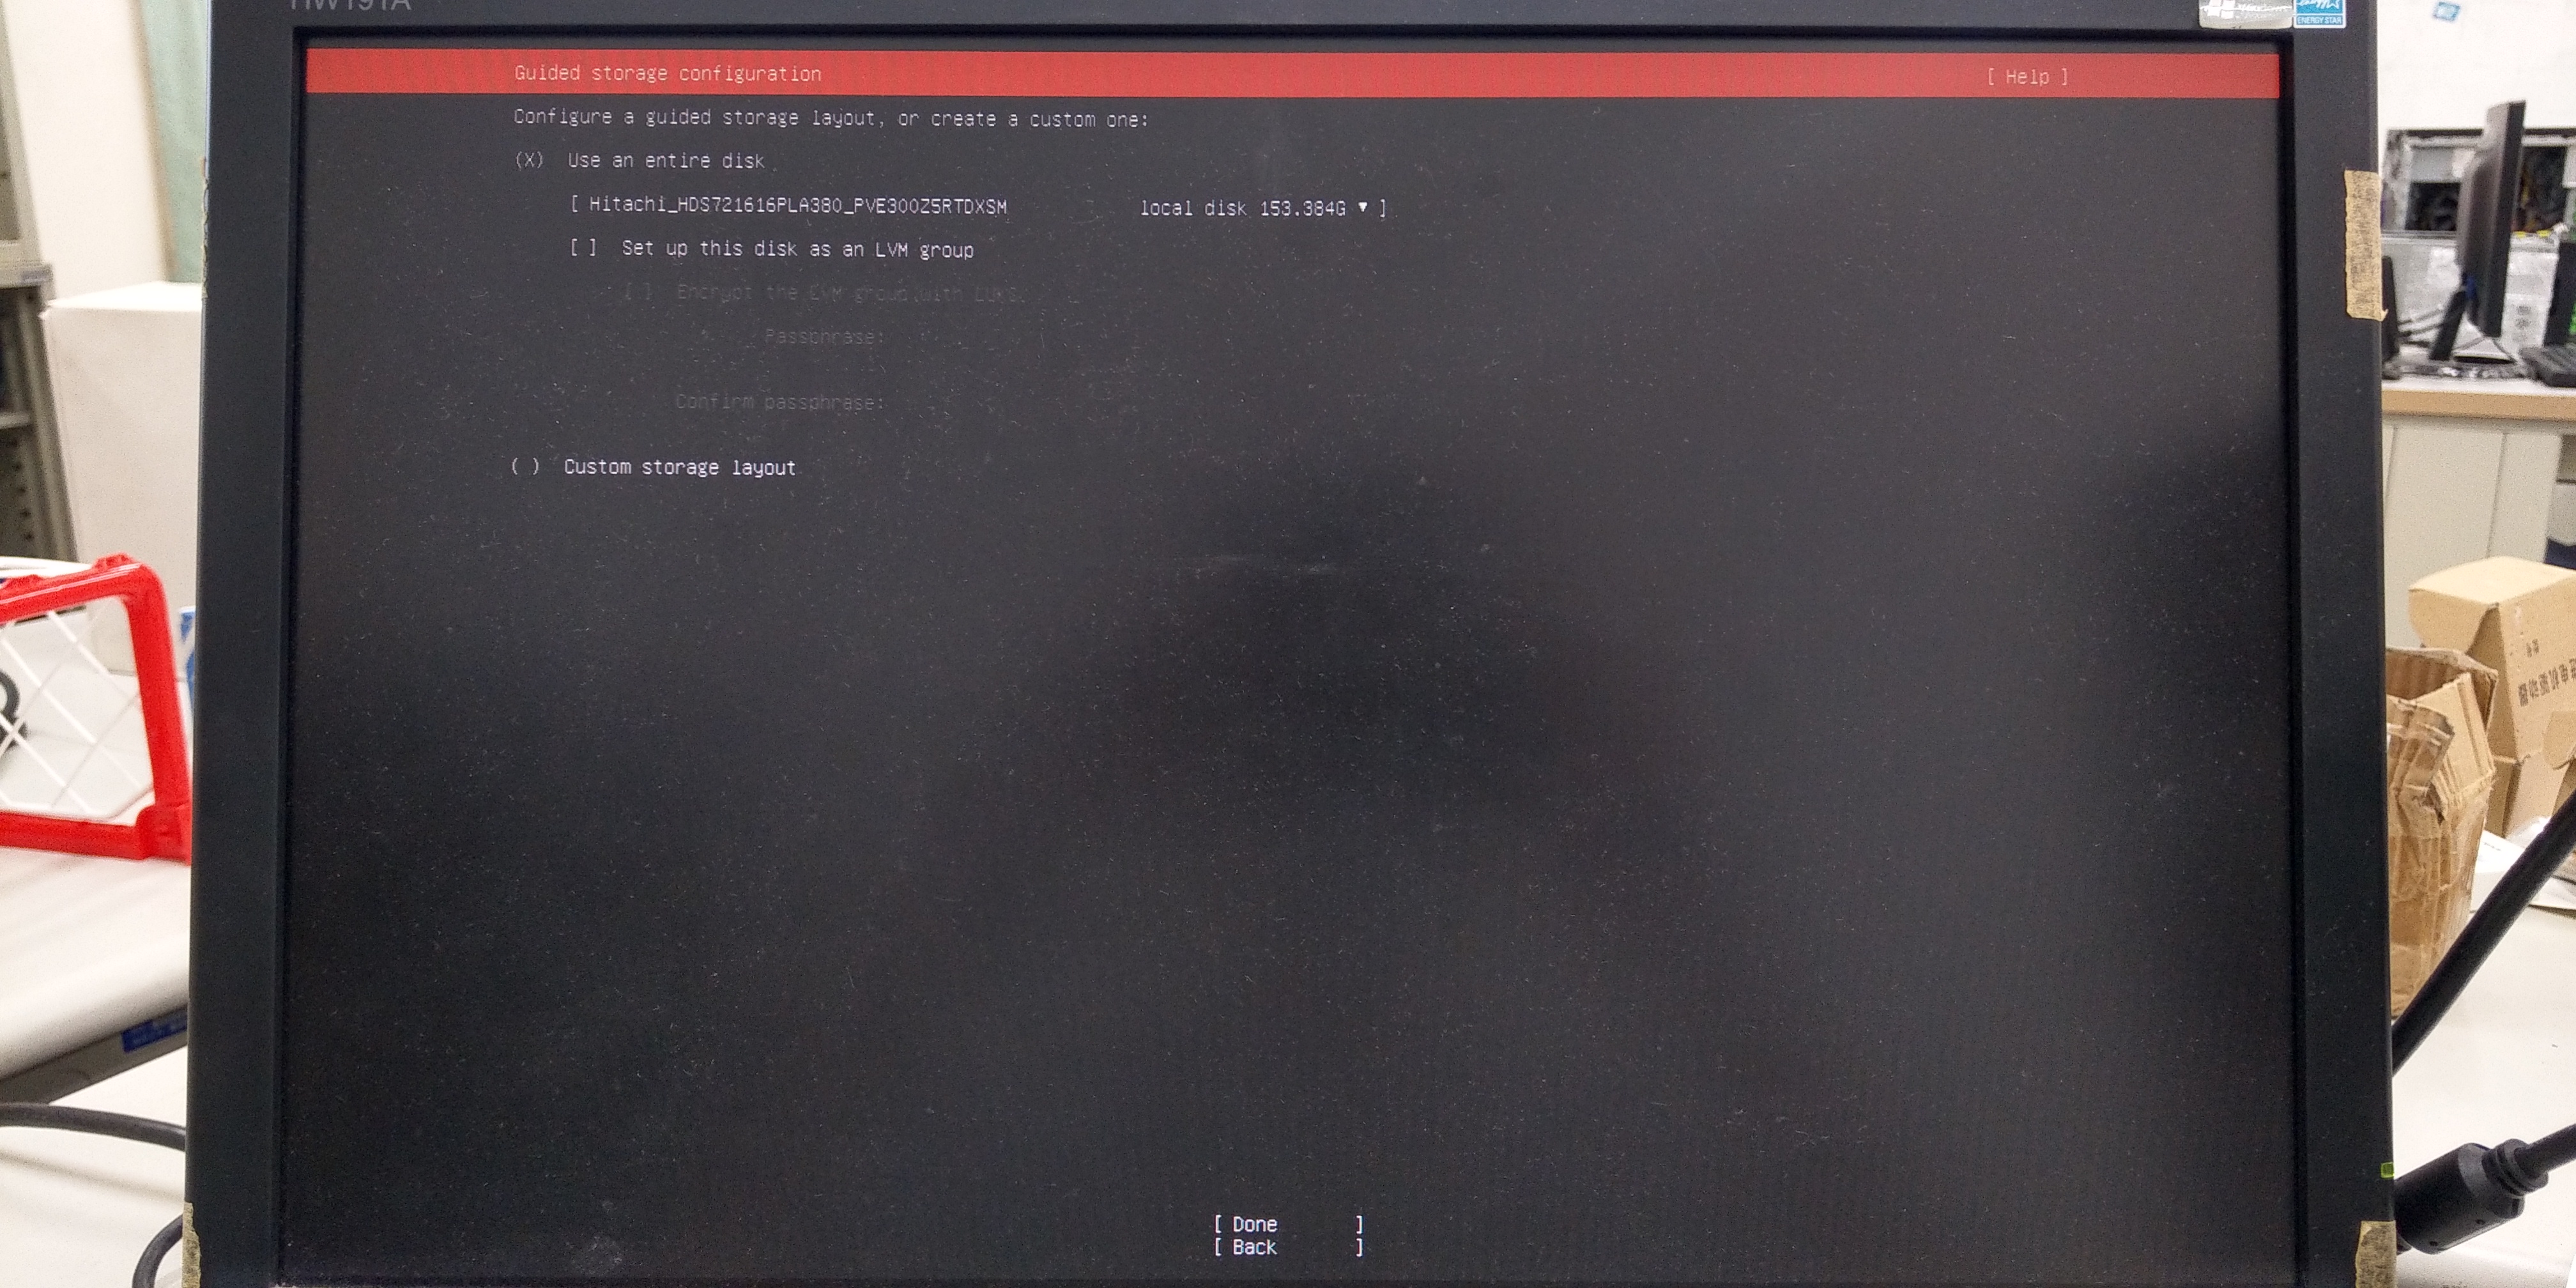 HW191A
ENERGY STAR
Guided storage configuration [ Help ]
Configure a guided storage layout, or create a custom one:
(X) Use an entire disk
[ Hitachi_HDS721616PLA380_PVE300Z5RTDXSM local disk 153.384G ▾ ]
[ ] Set up this disk as an LVM group
[ ] Encrypt the LVM group with LUKS
Passphrase:
Confirm passphrase:
( ) Custom storage layout
[ Done ]
[ Back ]